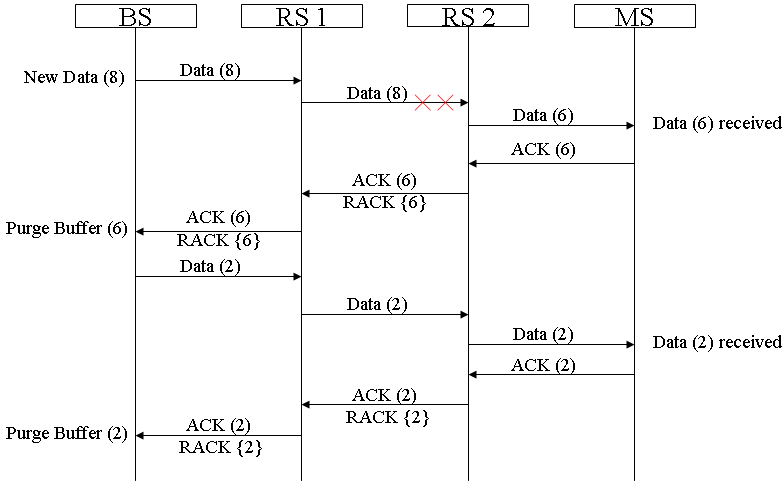 BS
RS 1
RS 2
MS
New Data (8)
Data (8)
Data (8)
Data (6)
Data (6) received
ACK (6)
ACK (6)
RACK {6}
ACK (6)
RACK {6}
Purge Buffer (6)
Data (2)
Data (2)
Data (2)
Data (2) received
ACK (2)
ACK (2)
RACK {2}
ACK (2)
RACK {2}
Purge Buffer (2)